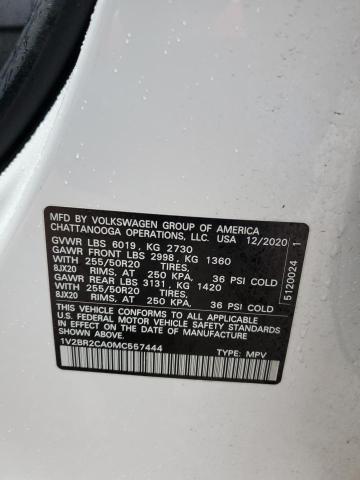 MFD BY VOLKSWAGEN GROUP OF AMERICA
CHATTANOOGA OPERATIONS, LLC. USA 12/2020
GVWR LBS 6019, KG 2730
GAWR FRONT LBS 2998, KG 1360
255/50R20 TIRES,
8JX20 RIMS, AT 250 KPA, 36 PSI COLD
GAWR REAR LBS 3131, KG 1420
255/50R20 TIRES,
8JX20 RIMS, AT 250 KPA, 36 PSI COLD
THIS VEHICLE CONFORMS TO ALL APPLICABLE
U.S. FEDERAL MOTOR VEHICLE SAFETY
STANDARDS IN EFFECT ON THE DATE OF MANUFACTURE
SHOWN ABOVE.
1V2BR2CA0MC557444 TYPE: MPV
5120024 1